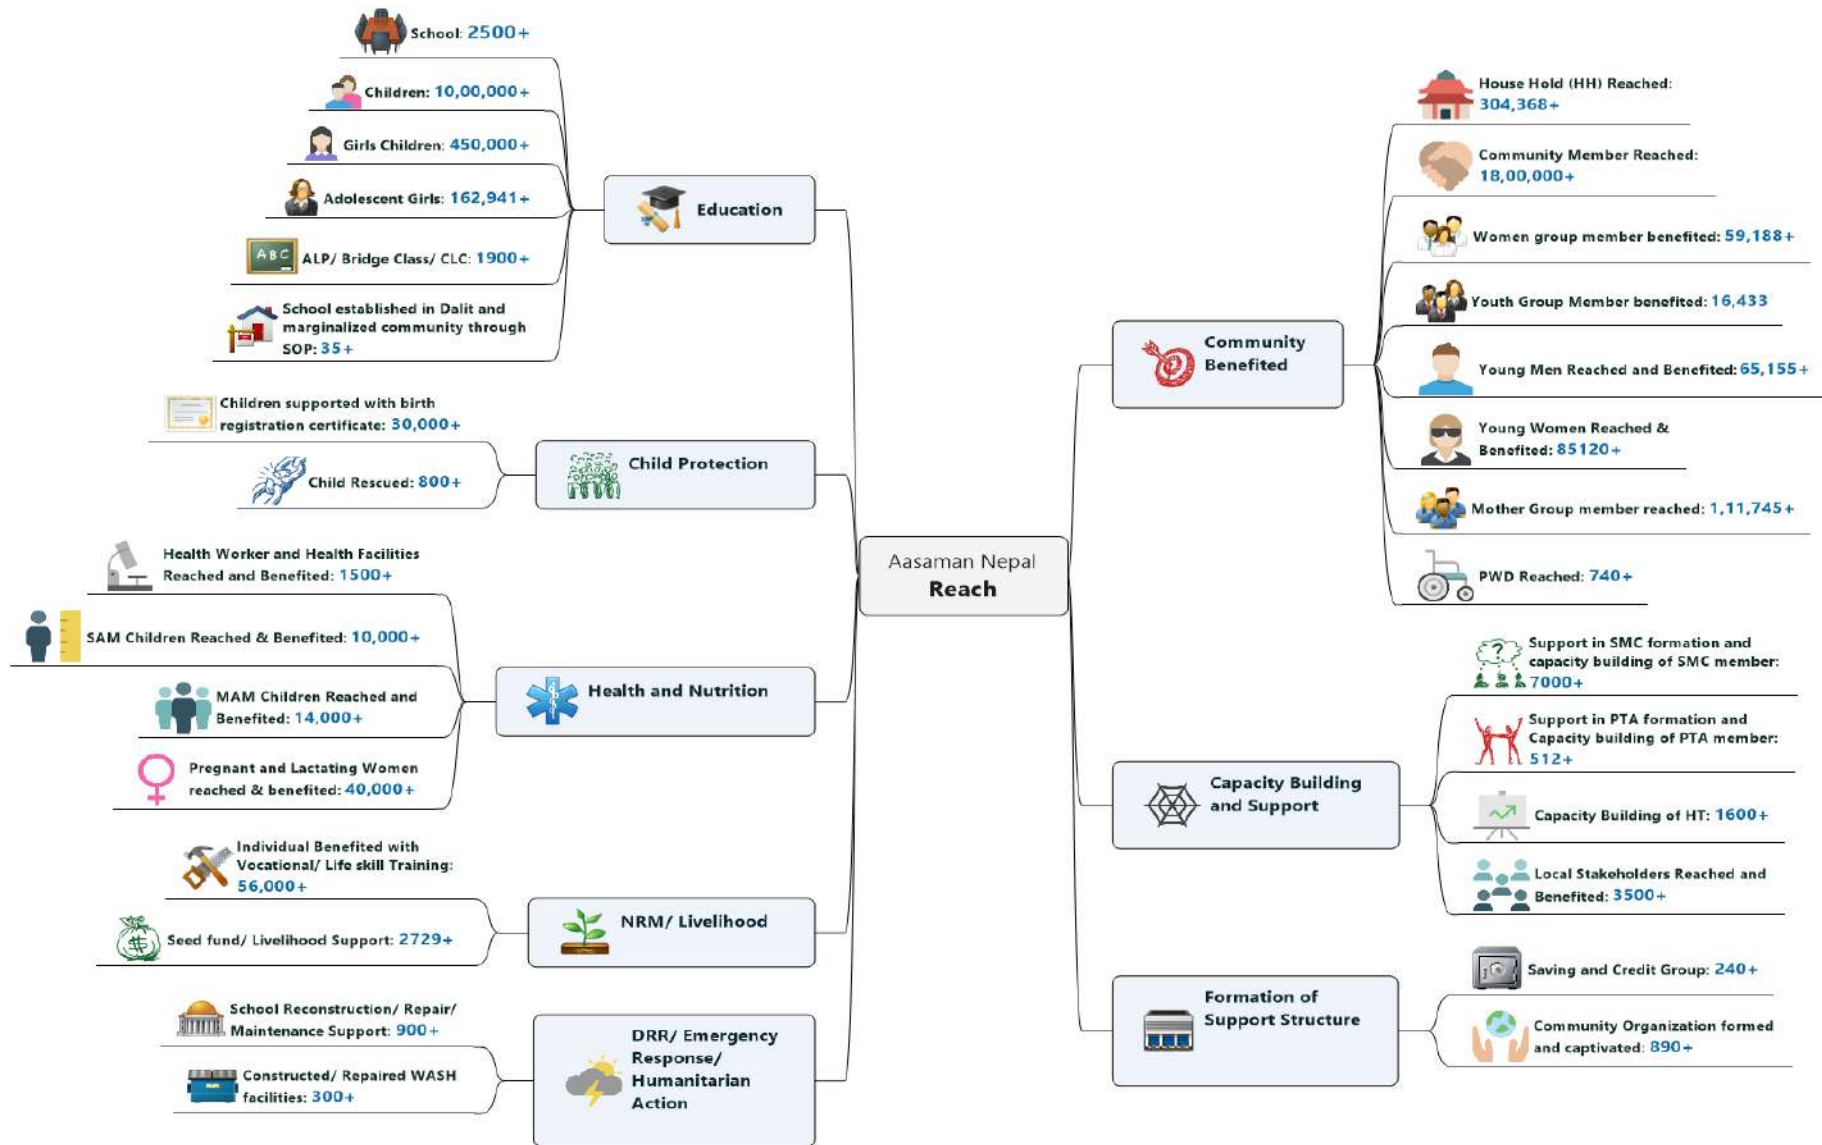 Aasaman Nepal
Reach
Education
School: 2500+
Children: 10,00,000+
Girls Children: 450,000+
Adolescent Girls: 162,941+
ABC
ALP/ Bridge Class/ CLC: 1900+
School established in Dalit and
marginalized community through
SOP: 35+
Child Protection
Children supported with birth
registration certificate: 30,000+
Child Rescued: 800+
Health and Nutrition
Health Worker and Health Facilities
Reached and Benefited: 1500+
SAM Children Reached & Benefited: 10,000+
MAM Children Reached and
Benefited: 14,000+
Pregnant and Lactating Women
reached & benefited: 40,000+
NRM/ Livelihood
Individual Benefited with
Vocational/ Life skill Training:
56,000+
$
Seed fund/ Livelihood Support: 2729+
DRR/ Emergency
Response/
Humanitarian
Action
School Reconstruction/ Repair/
Maintenance Support: 900+
Constructed/ Repaired WASH
facilities: 300+
Community
Benefited
House Hold (HH) Reached:
304,368+
Community Member Reached:
18,00,000+
Women group member benefited: 59,188+
Youth Group Member benefited: 16,433
Young Men Reached and Benefited: 65,155+
Young Women Reached &
Benefited: 85120+
Mother Group member reached: 1,11,745+
PWD Reached: 740+
Capacity Building
and Support
?
Support in SMC formation and
capacity building of SMC member:
7000+
Support in PTA formation and
Capacity building of PTA member:
512+
Capacity Building of HT: 1600+
Local Stakeholders Reached and
Benefited: 3500+
Formation of
Support Structure
Saving and Credit Group: 240+
Community Organization formed
and captivated: 890+